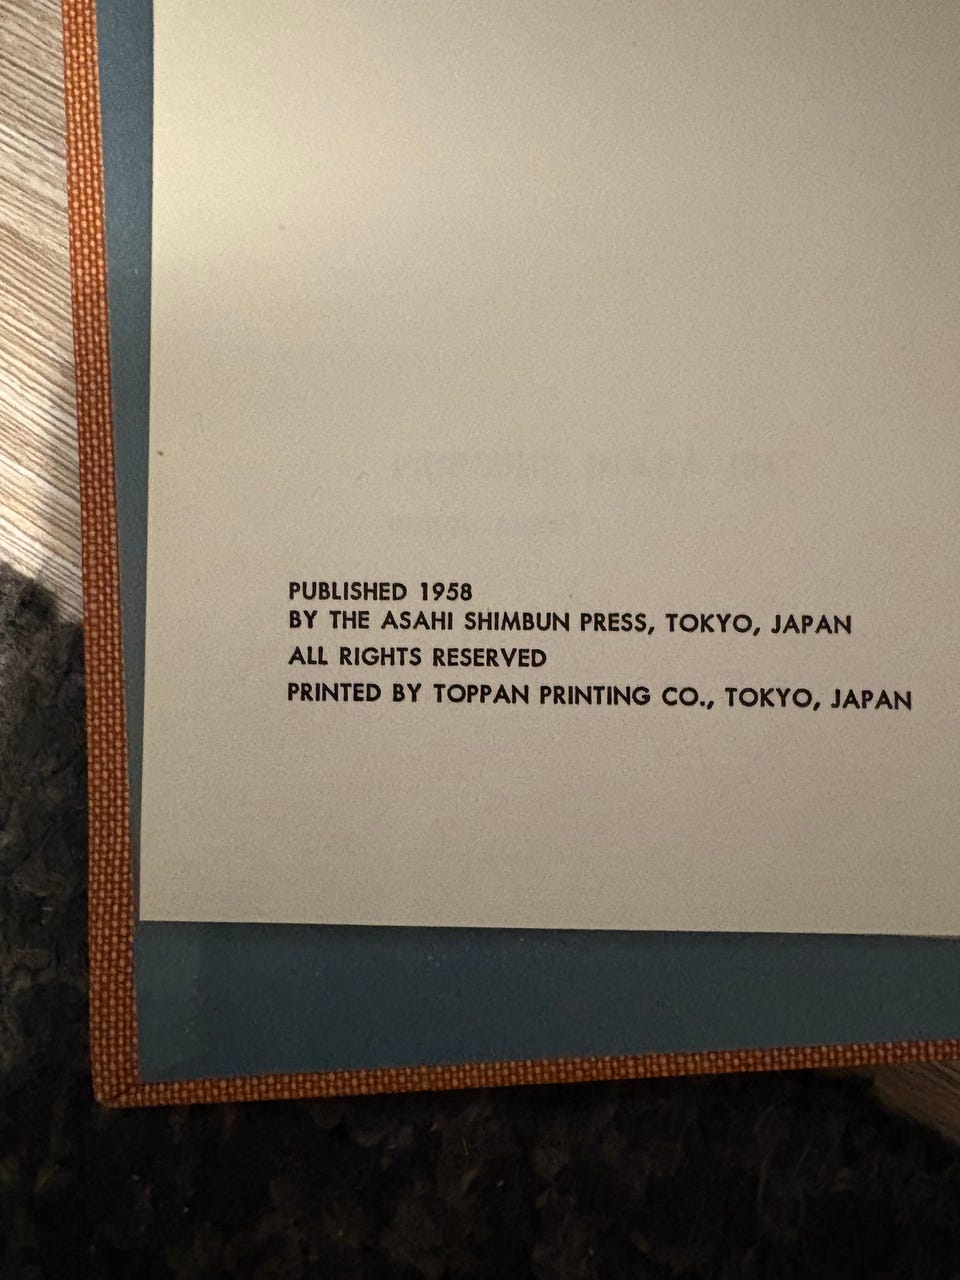 PUBLISHED 1958
BY THE ASAHI SHIMBUN PRESS, TOKYO, JAPAN
ALL RIGHTS RESERVED
PRINTED BY TOPPAN PRINTING CO., TOKYO, JAPAN